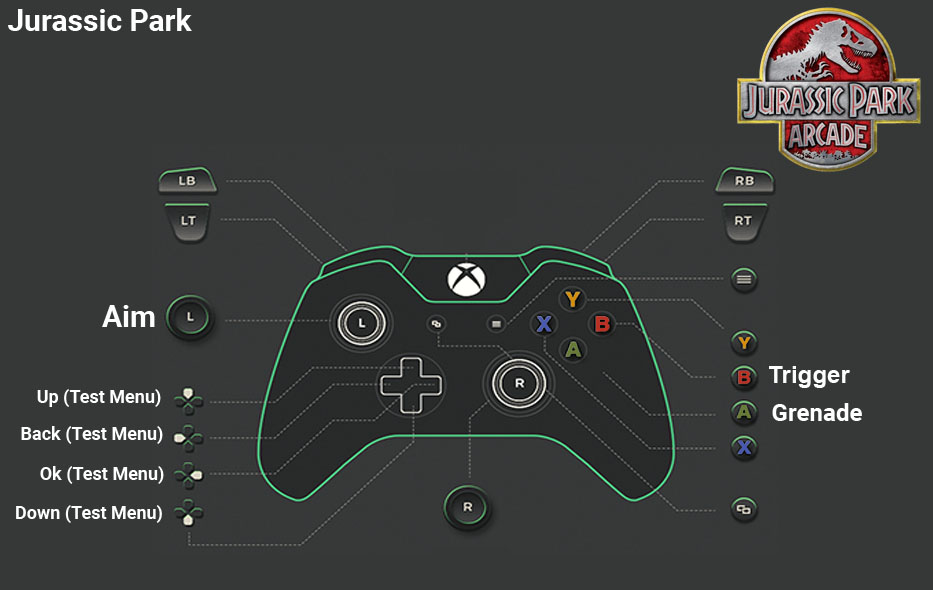 Jurassic Park
JURASSIC PARK
ARCADE
LB
RB
LT
RT
Y
X
B
A
L
Aim
L
R
Y
B
Trigger
A
Grenade
X
Up (Test Menu)
Back (Test Menu)
Ok (Test Menu)
Down (Test Menu)
R